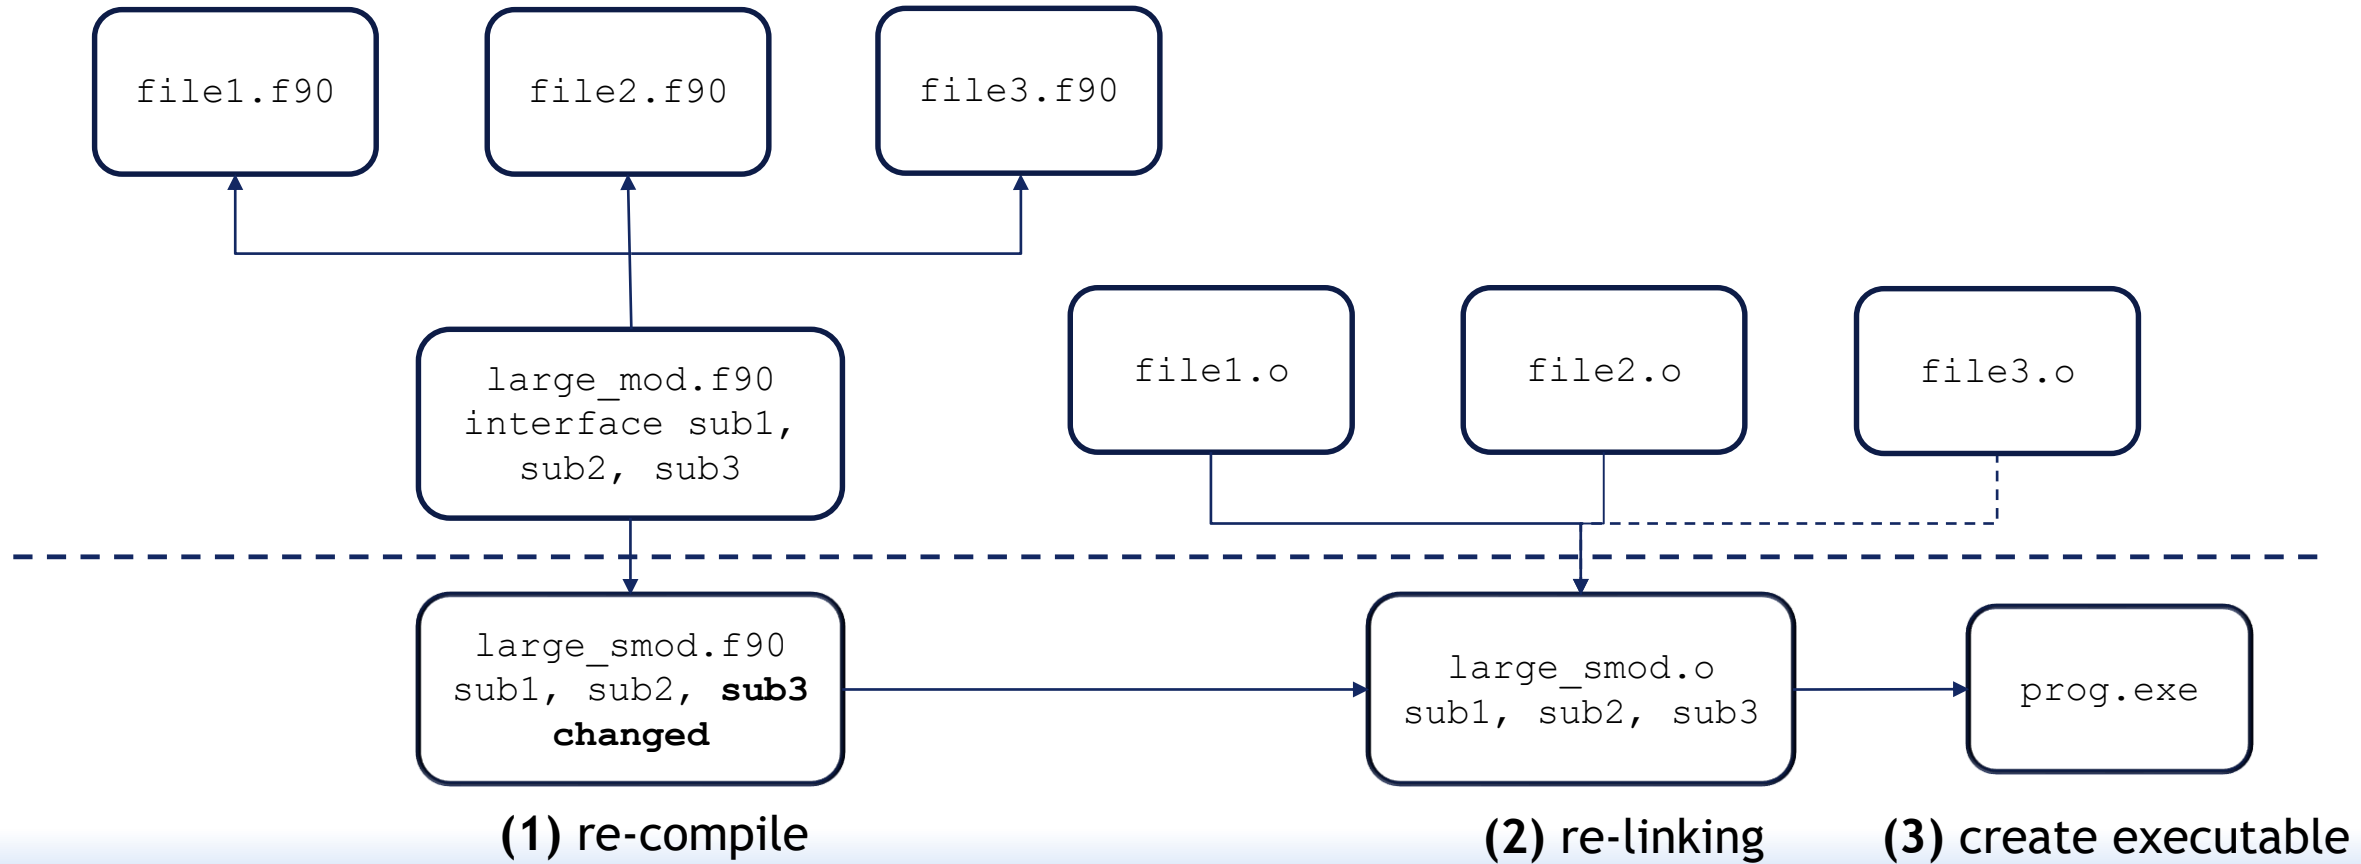 file1.f90
file2.f90
file3.f90
large_mod.f90
interface sub1,
sub2, sub3
file1.o
file2.o
file3.o
large_smod.f90
sub1, sub2, sub3
changed
large_smod.o
sub1, sub2, sub3
prog.exe
(1) re-compile
(2) re-linking
(3) create executable